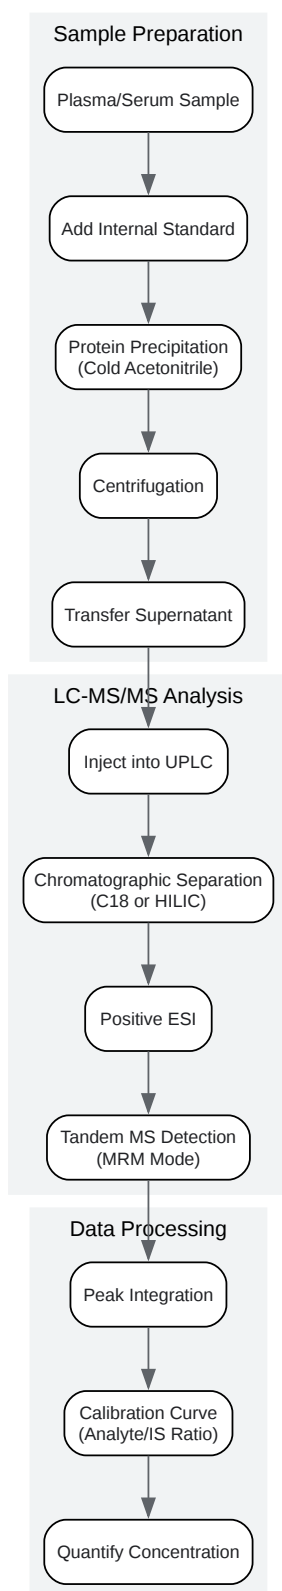 Sample Preparation
Plasma/Serum Sample
Add Internal Standard
Protein Precipitation
(Cold Acetonitrile)
Centrifugation
Transfer Supernatant
LC-MS/MS Analysis
Inject into UPLC
Chromatographic Separation
(C18 or HILIC)
Positive ESI
Tandem MS Detection
(MRM Mode)
Data Processing
Peak Integration
Calibration Curve
(Analyte/IS Ratio)
Quantify Concentration